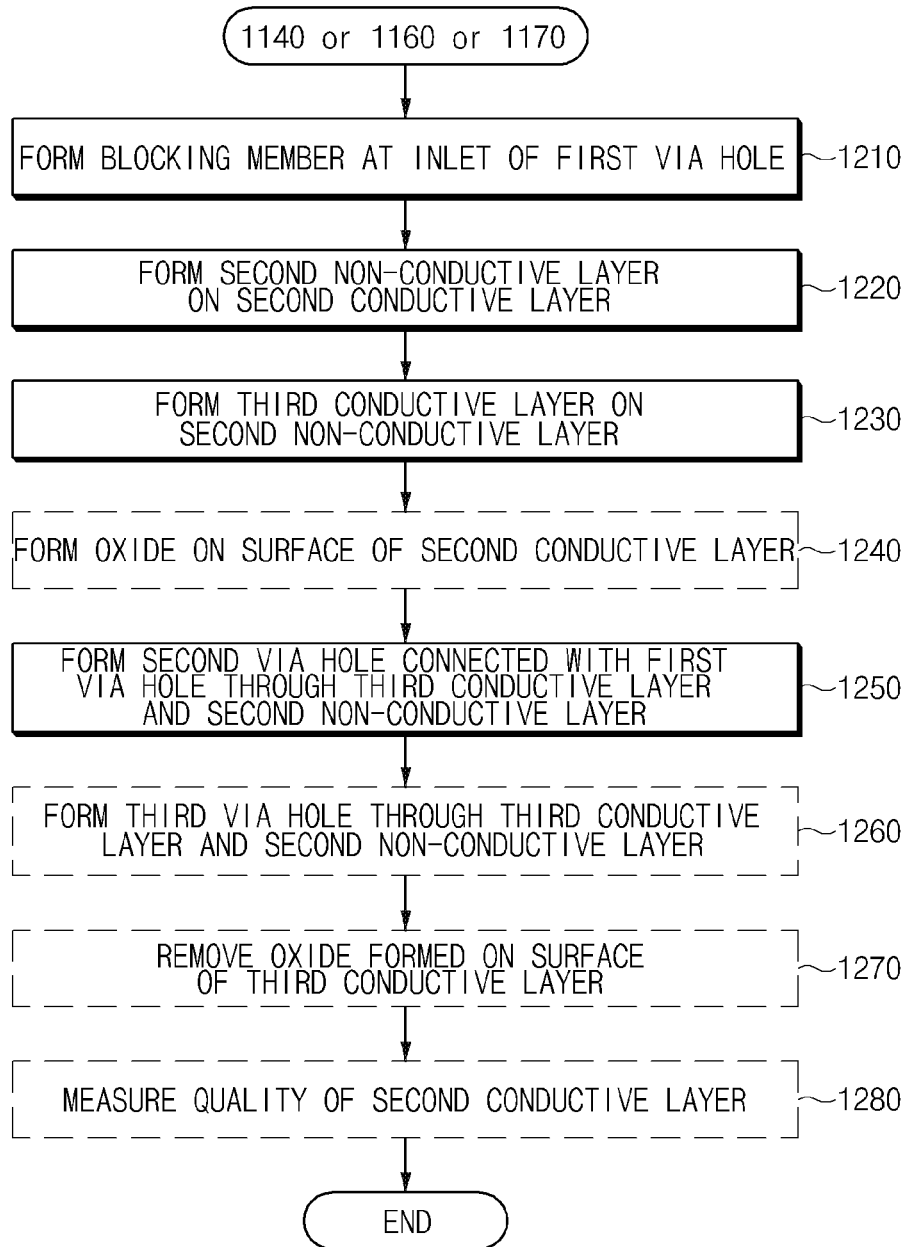 1140 or 1160 or 1170
FORM BLOCKING MEMBER AT INLET OF FIRST VIA HOLE
1210
FORM SECOND NON-CONDUCTIVE LAYER
ON SECOND CONDUCTIVE LAYER
1220
FORM THIRD CONDUCTIVE LAYER ON
SECOND NON-CONDUCTIVE LAYER
1230
FORM OXIDE ON SURFACE OF SECOND CONDUCTIVE LAYER
1240
FORM SECOND VIA HOLE CONNECTED WITH FIRST
VIA HOLE THROUGH THIRD CONDUCTIVE LAYER
AND SECOND NON-CONDUCTIVE LAYER
1250
FORM THIRD VIA HOLE THROUGH THIRD CONDUCTIVE
LAYER AND SECOND NON-CONDUCTIVE LAYER
1260
REMOVE OXIDE FORMED ON SURFACE
OF THIRD CONDUCTIVE LAYER
1270
MEASURE QUALITY OF SECOND CONDUCTIVE LAYER
1280
END